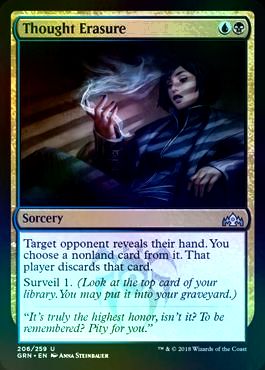 Thought Erasure
Sorcery
Target opponent reveals their hand. You
choose a nonland card from it. That
player discards that card.
Surveil 1. (Look at the top card of your
library. You may put it into your graveyard.)
"It's truly the highest honor, isn't it? To be
remembered? Pity for you."
206/259 U
GRN • EN Anna Steinbauer
™ & © 2018 Wizards of the Coast